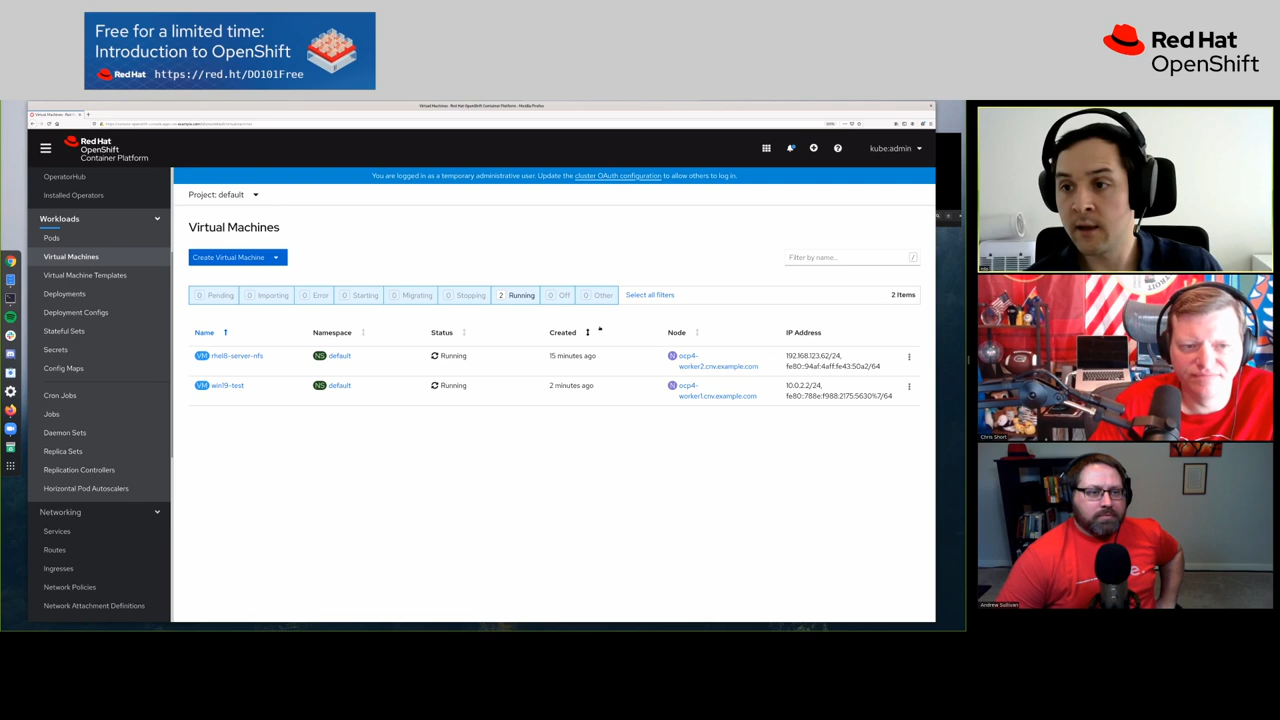 Free for a limited time:
Introduction to OpenShift
Red Hat https://red.ht/DO101Free
Red Hat
OpenShift
Virtual Machines · Red Hat OpenShift Container Platform - Mozilla Firefox
Red Hat
OpenShift
Container Platform
kube:admin
You are logged in as a temporary administrative user. Update the cluster OAuth configuration to allow others to log in.
OperatorHub
Installed Operators
Workloads
Pods
Virtual Machines
Virtual Machine Templates
Deployments
Deployment Configs
Stateful Sets
Secrets
Config Maps
Cron Jobs
Jobs
Daemon Sets
Replica Sets
Replication Controllers
Horizontal Pod Autoscalers
Networking
Services
Routes
Ingresses
Network Policies
Network Attachment Definitions
Project: default
Virtual Machines
Create Virtual Machine
Filter by name...
/
0 Pending 0 Importing 0 Error 0 Starting 0 Migrating 0 Stopping 2 Running 0 Off 0 Other Select all filters 2 Items
Name Namespace Status Created Node IP Address
VM rhel8-server-nfs NS default Running 15 minutes ago N ocp4-worker2.cnv.example.com 192.168.123.62/24,
fe80::94af:4aff:fe43:50a2/64
VM win19-test NS default Running 2 minutes ago N ocp4-worker1.cnv.example.com 10.0.2.2/24,
fe80::788e:f988:2175:5630%7/64
Chris Short
Andrew Sullivan